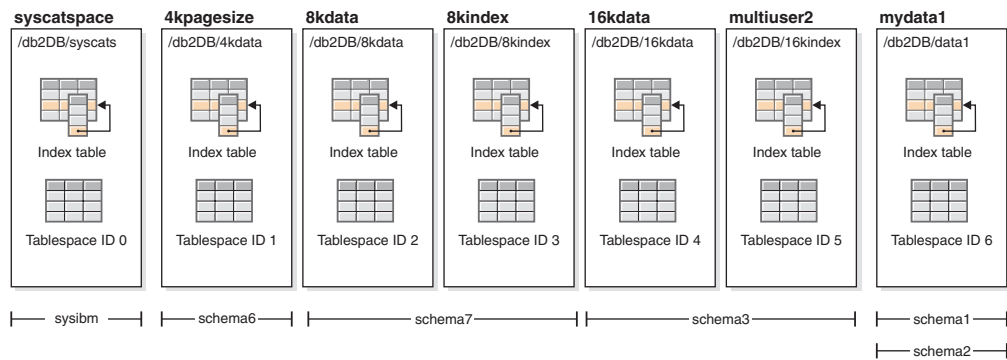 syscatspace
4kpagesize
8kdata
8kindex
16kdata
multiuser2
mydata1
/db2DB/syscats
/db2DB/4kdata
/db2DB/8kdata
/db2DB/8kindex
/db2DB/16kdata
/db2DB/16kindex
/db2DB/data1
Index table
Index table
Index table
Index table
Index table
Index table
Index table
Tablespace ID 0
Tablespace ID 1
Tablespace ID 2
Tablespace ID 3
Tablespace ID 4
Tablespace ID 5
Tablespace ID 6
sysibm
schema6
schema7
schema3
schema1
schema2